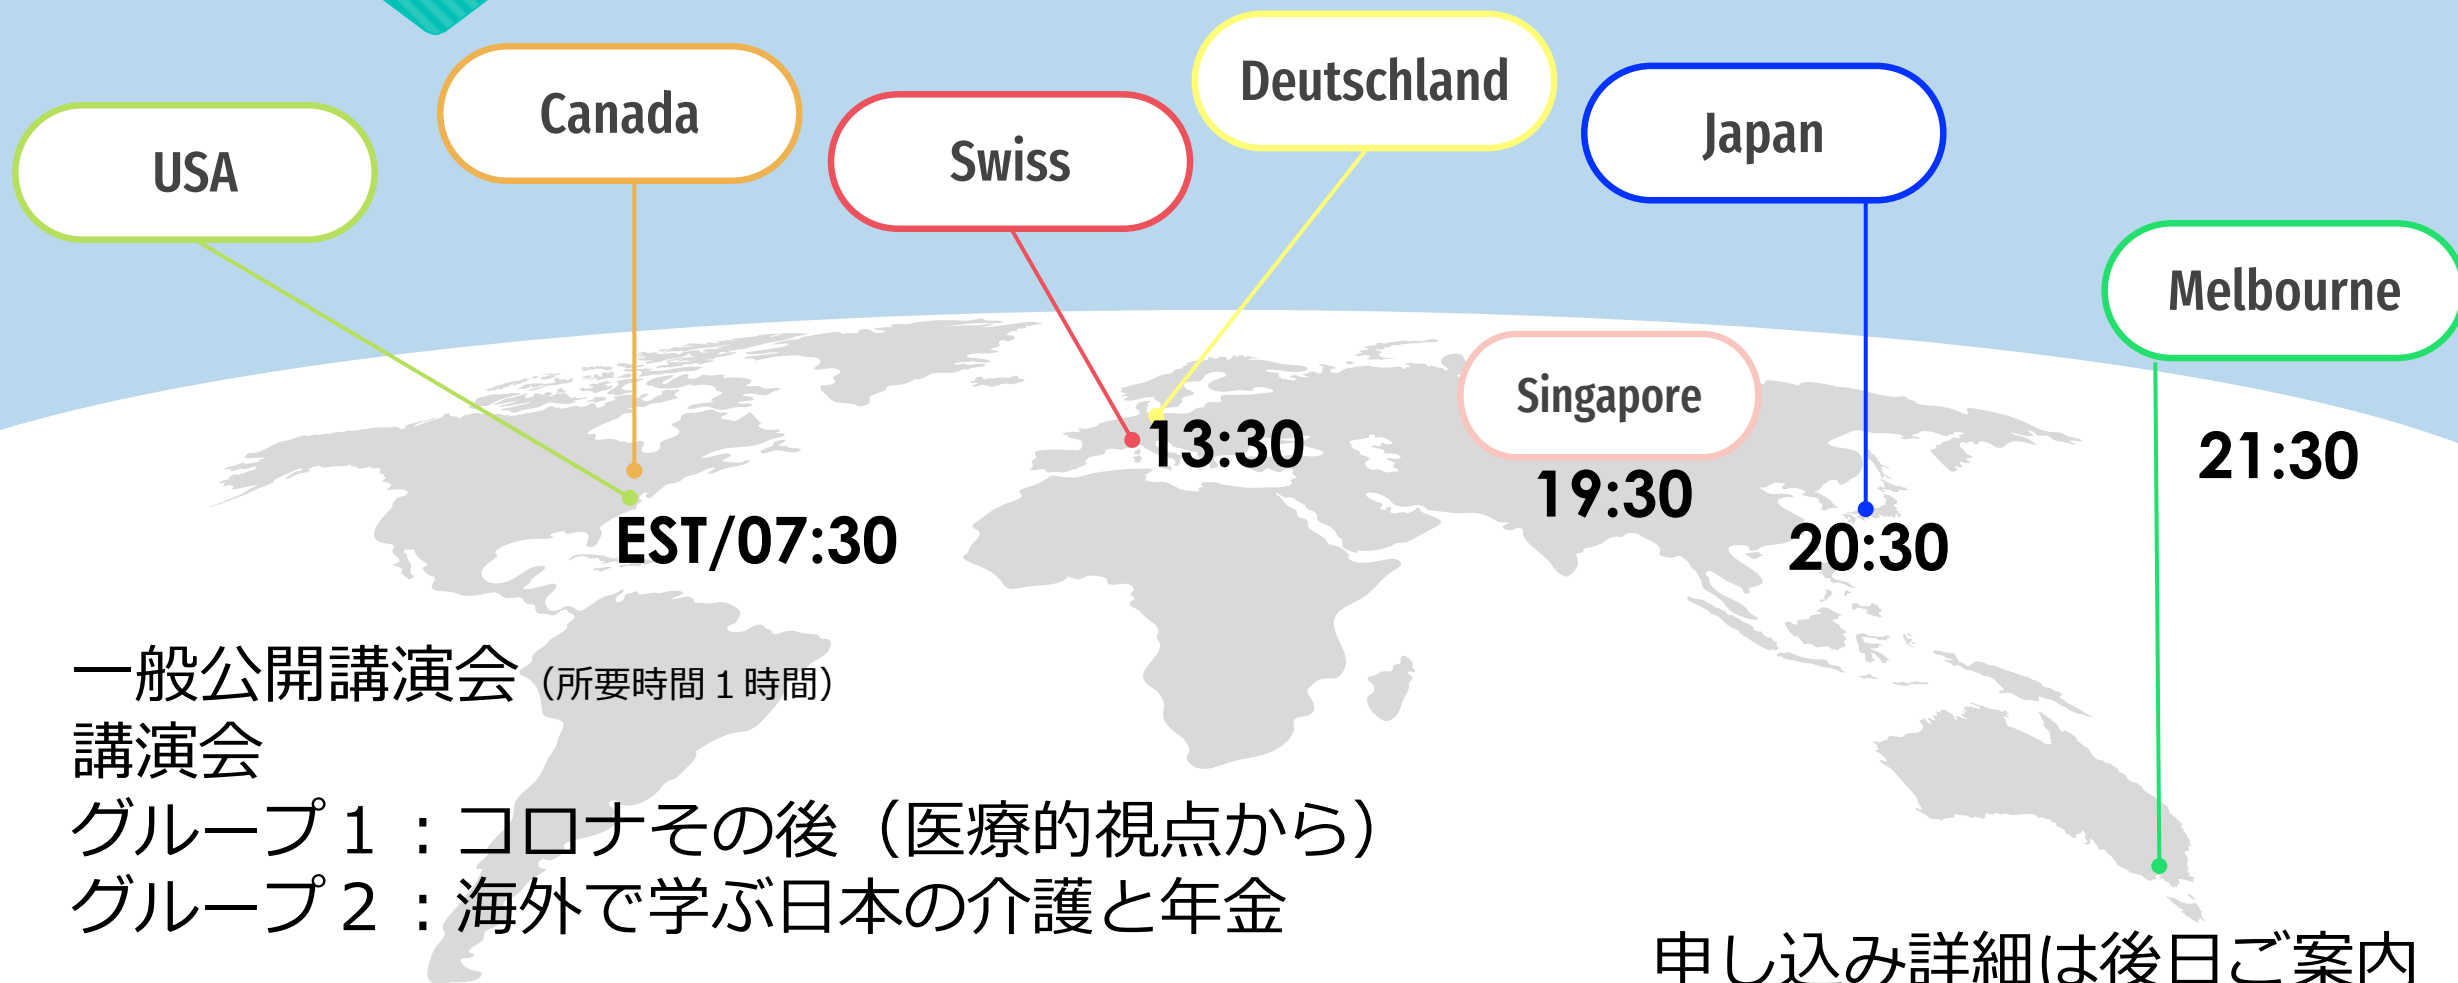 USA
Canada
Swiss
Deutschland
Japan
Melbourne
Singapore
13:30
21:30
19:30
EST/07:30
20:30
一般公開講演会（所要時間１時間）
講演会
グループ１：コロナその後（医療的視点から）
グループ２：海外で学ぶ日本の介護と年金
申し込み詳細は後日ご案内